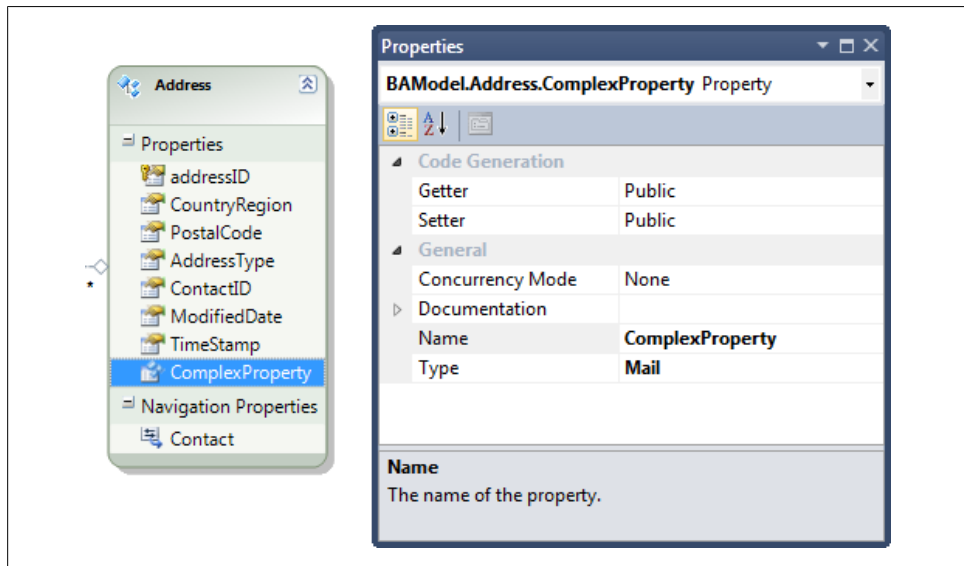 Address
Properties
addressID
CountryRegion
PostalCode
AddressType
ContactID
ModifiedDate
TimeStamp
ComplexProperty
Navigation Properties
Contact
*
Properties
BAModel.Address.ComplexProperty Property
Code Generation
Getter Public
Setter Public
General
Concurrency Mode None
Documentation
Name ComplexProperty
Type Mail
Name
The name of the property.